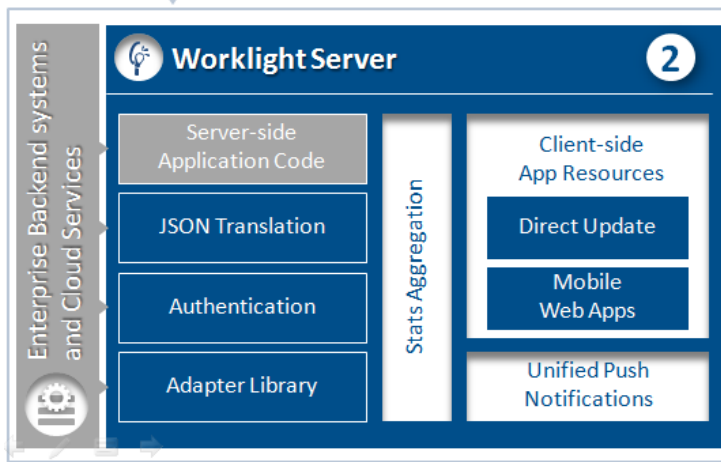 Enterprise Backend systems
and Cloud Services
Worklight Server
2
Server-side
Application Code
JSON Translation
Authentication
Adapter Library
Stats Aggregation
Client-side
App Resources
Direct Update
Mobile
Web Apps
Unified Push
Notifications